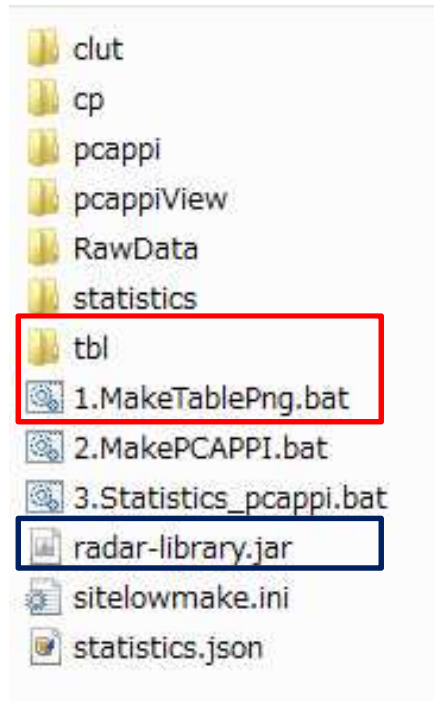 clut
cp
pcappi
pcappiView
RawData
statistics
tbl
1.MakeTablePng.bat
2.MakePCAPPI.bat
3.Statistics_pcappi.bat
radar-library.jar
sitelowmake.ini
statistics.json